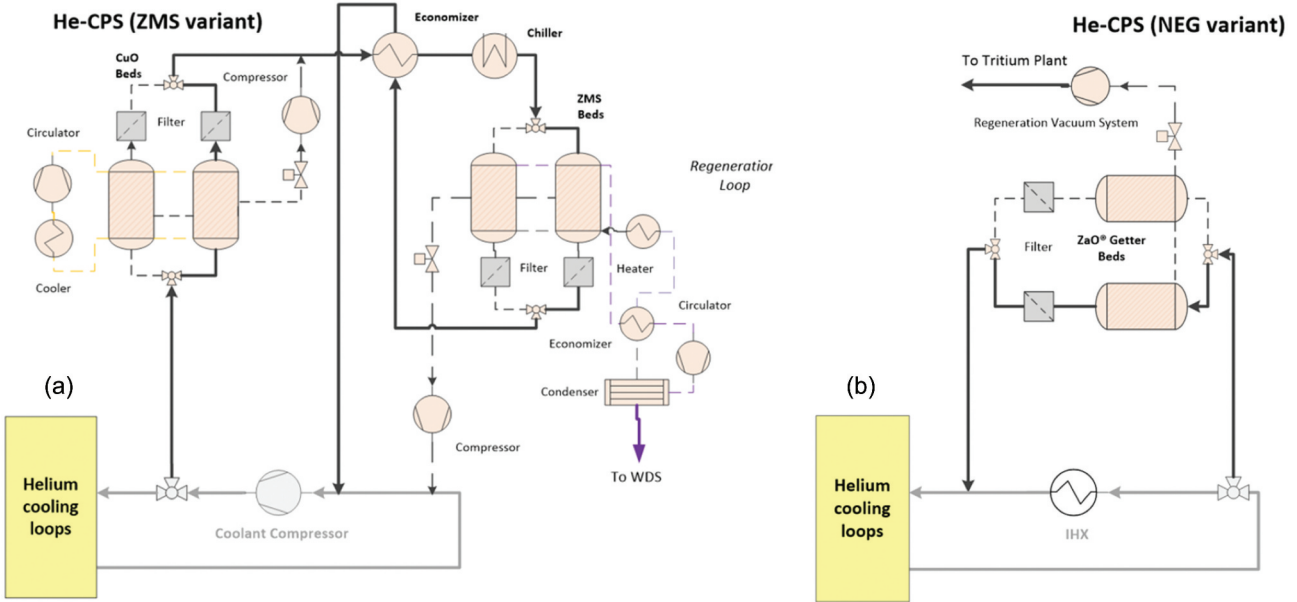 He-CPS (ZMS variant)
Economizer
Chiller
CuO
Beds
Compressor
Circulator
Filter
ZMS
Beds
Regeneration
Loop
Cooler
Filter
Heater
Circulator
Economizer
(a)
Condenser
Compressor
To WDS
Helium
cooling
loops
Coolant Compressor
He-CPS (NEG variant)
To Tritium Plant
Regeneration Vacuum System
Filter
ZaO® Getter
Beds
(b)
Helium
cooling
loops
IHX